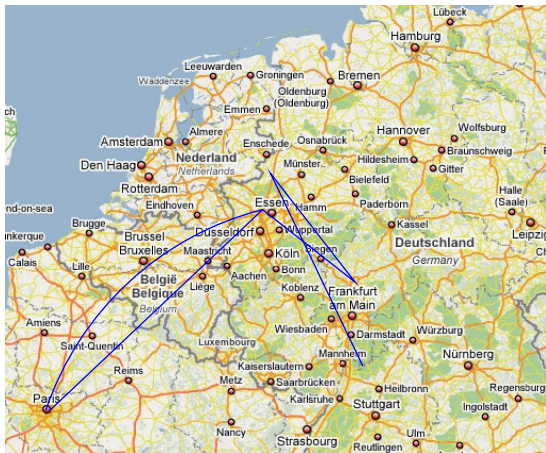 Lübeck
Hamburg
Leeuwarden
Groningen
Bremen
Waddenzee
Oldenburg
(Oldenburg)
Emmen
ch
Almere
Amsterdam
Enschede
Osnabrück
Hannover
Wolfsburg
Braunschweig
Hildesheim
Nederland
Netherlands
Den Haag
Münster
Gitter
Rotterdam
Bielefeld
Halle
(Saale)
Eindhoven
Essen
Hamm
Paderborn
end-on-sea
Brugge
Kassel
Leipzig
Düsseldorf
Wuppertal
ankerque
Brussel
Bruxelles
Maastricht
Köln
Siegen
Deutschland
Germany
Calais
Lille
Aachen
Bonn
België
Belgique
Belgium
Liège
Koblenz
Frankfurt
am Main
Amiens
Wiesbaden
Darmstadt
Würzburg
Saint-Quentin
Luxembourg
Mannheim
Nürnberg
Reims
Kaiserslautern
Paris
Metz
Saarbrücken
Heilbronn
Regensburg
Karlsruhe
Stuttgart
Ingolstadt
Nancy
Strasbourg
Ulm
Reutlingen